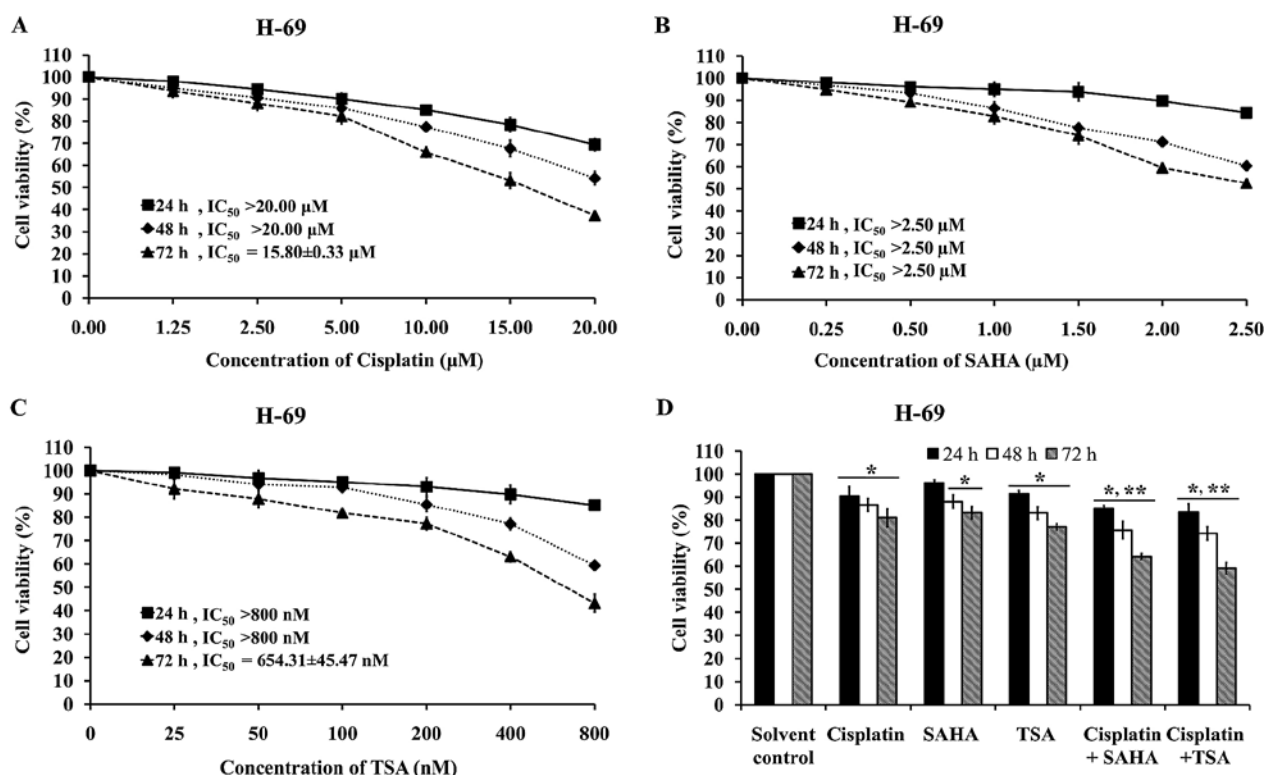 A
H-69
Cell viability (%)
110
100
90
80
70
60
50
40
30
20
10
0
24 h , IC50 >20.00 µM
48 h , IC50 >20.00 µM
72 h , IC50 = 15.80±0.33 µM
0.00 1.25 2.50 5.00 10.00 15.00 20.00
Concentration of Cisplatin (µM)
B
H-69
Cell viability (%)
110
100
90
80
70
60
50
40
30
20
10
0
24 h , IC50 >2.50 µM
48 h , IC50 >2.50 µM
72 h , IC50 >2.50 µM
0.00 0.25 0.50 1.00 1.50 2.00 2.50
Concentration of SAHA (µM)
C
H-69
Cell viability (%)
110
100
90
80
70
60
50
40
30
20
10
0
24 h , IC50 >800 nM
48 h , IC50 >800 nM
72 h , IC50 = 654.31±45.47 nM
0 25 50 100 200 400 800
Concentration of TSA (nM)
D
H-69
Cell viability (%)
110
100
90
80
70
60
50
40
30
20
10
0
24 h 48 h 72 h
* * * *, ** *, **
Solvent control
Cisplatin
SAHA
TSA
Cisplatin + SAHA
Cisplatin +TSA